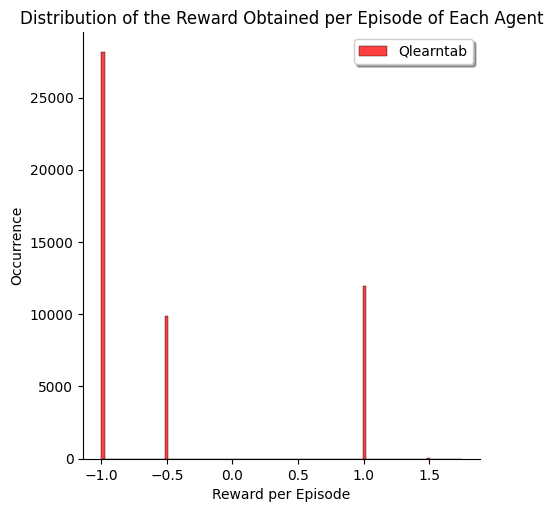 Distribution of the Reward Obtained per Episode of Each Agent
Qlearntab
25000
20000
15000
10000
5000
0
Occurrence
−1.0 −0.5 0.0 0.5 1.0 1.5
Reward per Episode